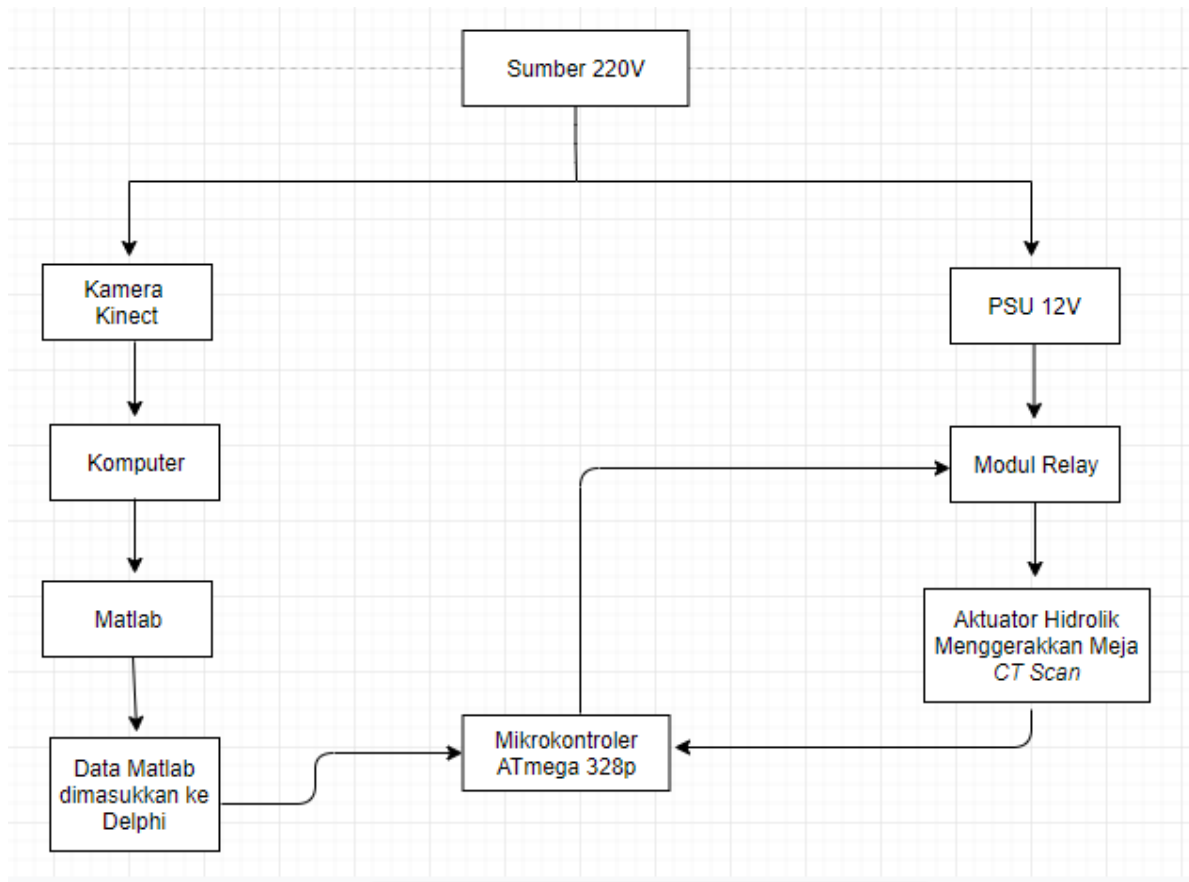 Sumber 220V
Kamera
Kinect
PSU 12V
Komputer
Modul Relay
Matlab
Aktuator Hidrolik
Menggerakkan Meja
CT Scan
Mikrokontroler
ATmega 328p
Data Matlab
dimasukkan ke
Delphi